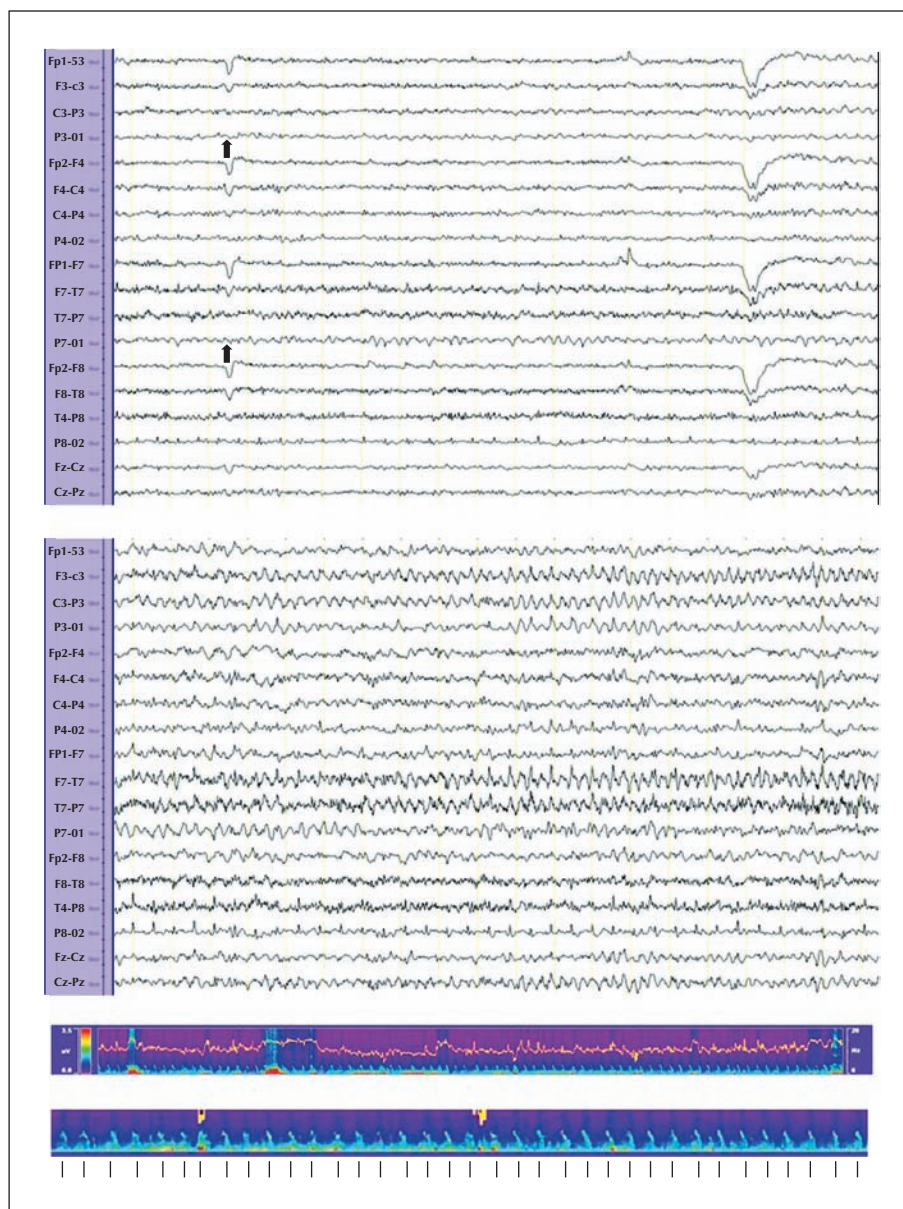 Fp1-53
F3-c3
C3-P3
P3-01
Fp2-F4
F4-C4
C4-P4
P4-02
FP1-F7
F7-T7
T7-P7
P7-01
Fp2-F8
F8-T8
T4-P8
P8-02
Fz-Cz
Cz-Pz
Fp1-53
F3-c3
C3-P3
P3-01
Fp2-F4
F4-C4
C4-P4
P4-02
FP1-F7
F7-T7
T7-P7
P7-01
Fp2-F8
F8-T8
T4-P8
P8-02
Fz-Cz
Cz-Pz